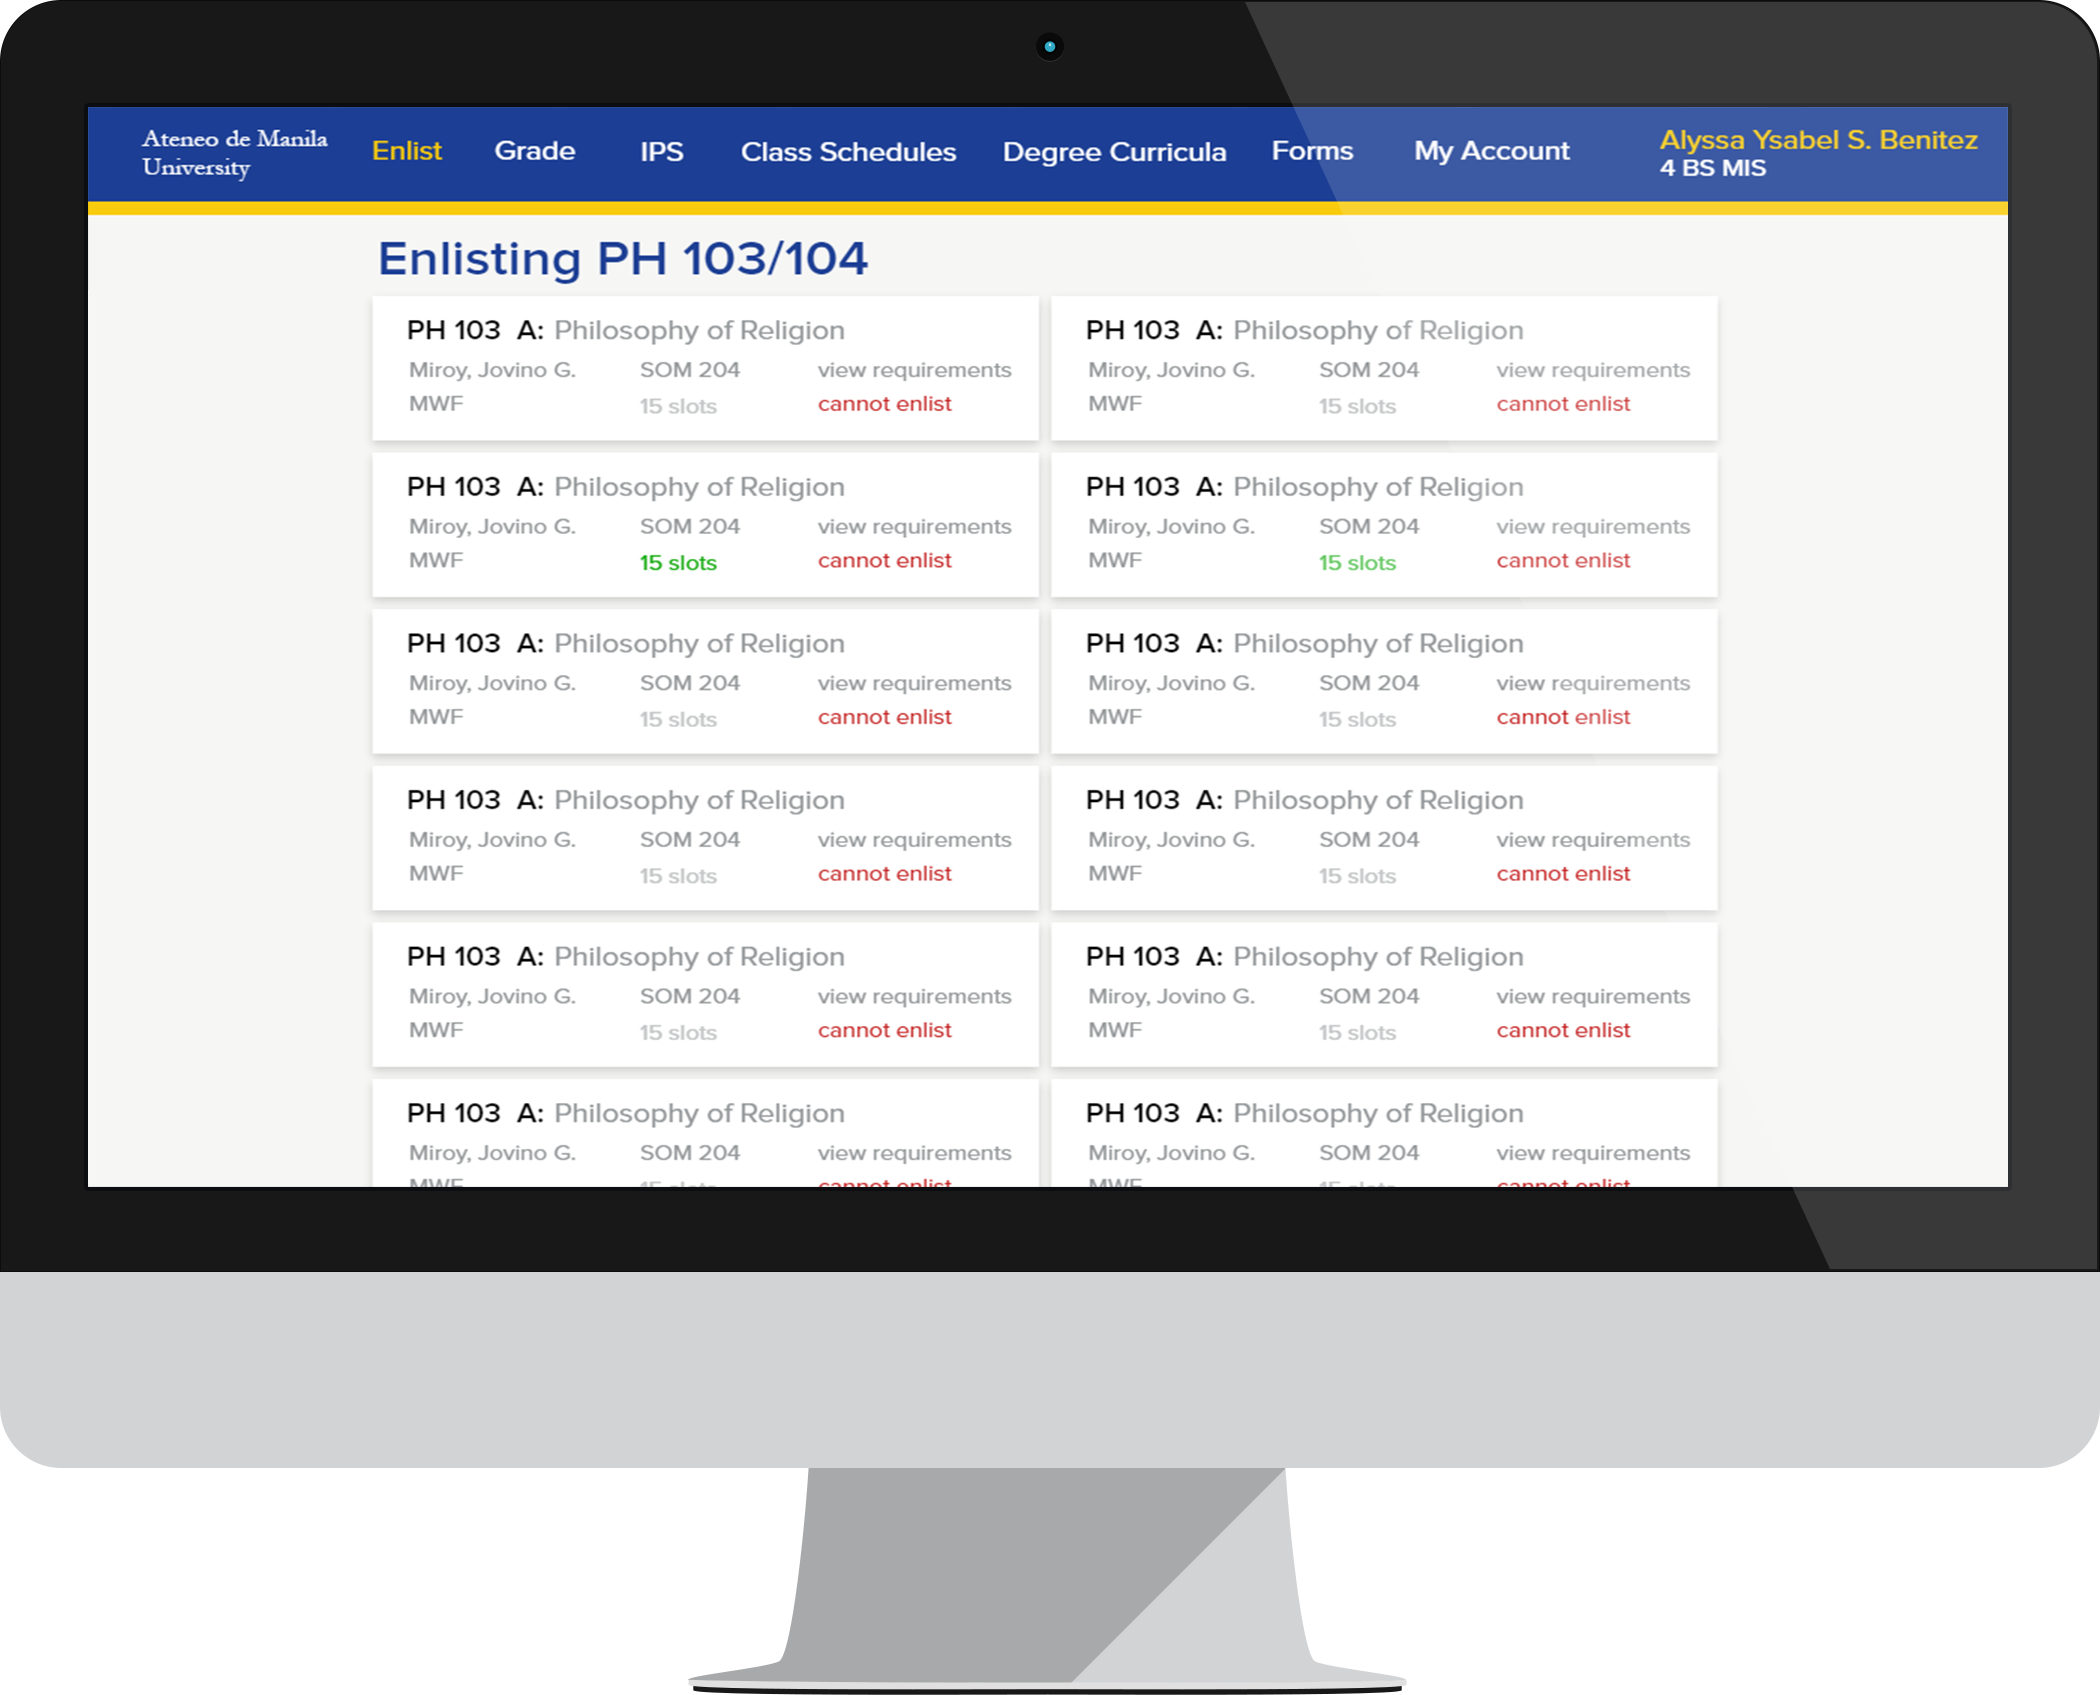 Ateneo de Manila
University
Enlist
Grade
IPS
Class Schedules
Degree Curricula
Forms
My Account
Alyssa Ysabel S. Benitez
4 BS MIS
Enlisting PH 103/104
PH 103 A: Philosophy of Religion
Miroy, Jovino G. SOM 204 view requirements
MWF 15 slots cannot enlist
PH 103 A: Philosophy of Religion
Miroy, Jovino G. SOM 204 view requirements
MWF 15 slots cannot enlist
PH 103 A: Philosophy of Religion
Miroy, Jovino G. SOM 204 view requirements
MWF 15 slots cannot enlist
PH 103 A: Philosophy of Religion
Miroy, Jovino G. SOM 204 view requirements
MWF 15 slots cannot enlist
PH 103 A: Philosophy of Religion
Miroy, Jovino G. SOM 204 view requirements
MWF 15 slots cannot enlist
PH 103 A: Philosophy of Religion
Miroy, Jovino G. SOM 204 view requirements
MWF 15 slots cannot enlist
PH 103 A: Philosophy of Religion
Miroy, Jovino G. SOM 204 view requirements
MWF 15 slots cannot enlist
PH 103 A: Philosophy of Religion
Miroy, Jovino G. SOM 204 view requirements
MWF 15 slots cannot enlist
PH 103 A: Philosophy of Religion
Miroy, Jovino G. SOM 204 view requirements
MWF 15 slots cannot enlist
PH 103 A: Philosophy of Religion
Miroy, Jovino G. SOM 204 view requirements
MWF 15 slots cannot enlist
PH 103 A: Philosophy of Religion
Miroy, Jovino G. SOM 204 view requirements
MWF 15 slots cannot enlist
PH 103 A: Philosophy of Religion
Miroy, Jovino G. SOM 204 view requirements
MWF 15 slots cannot enlist